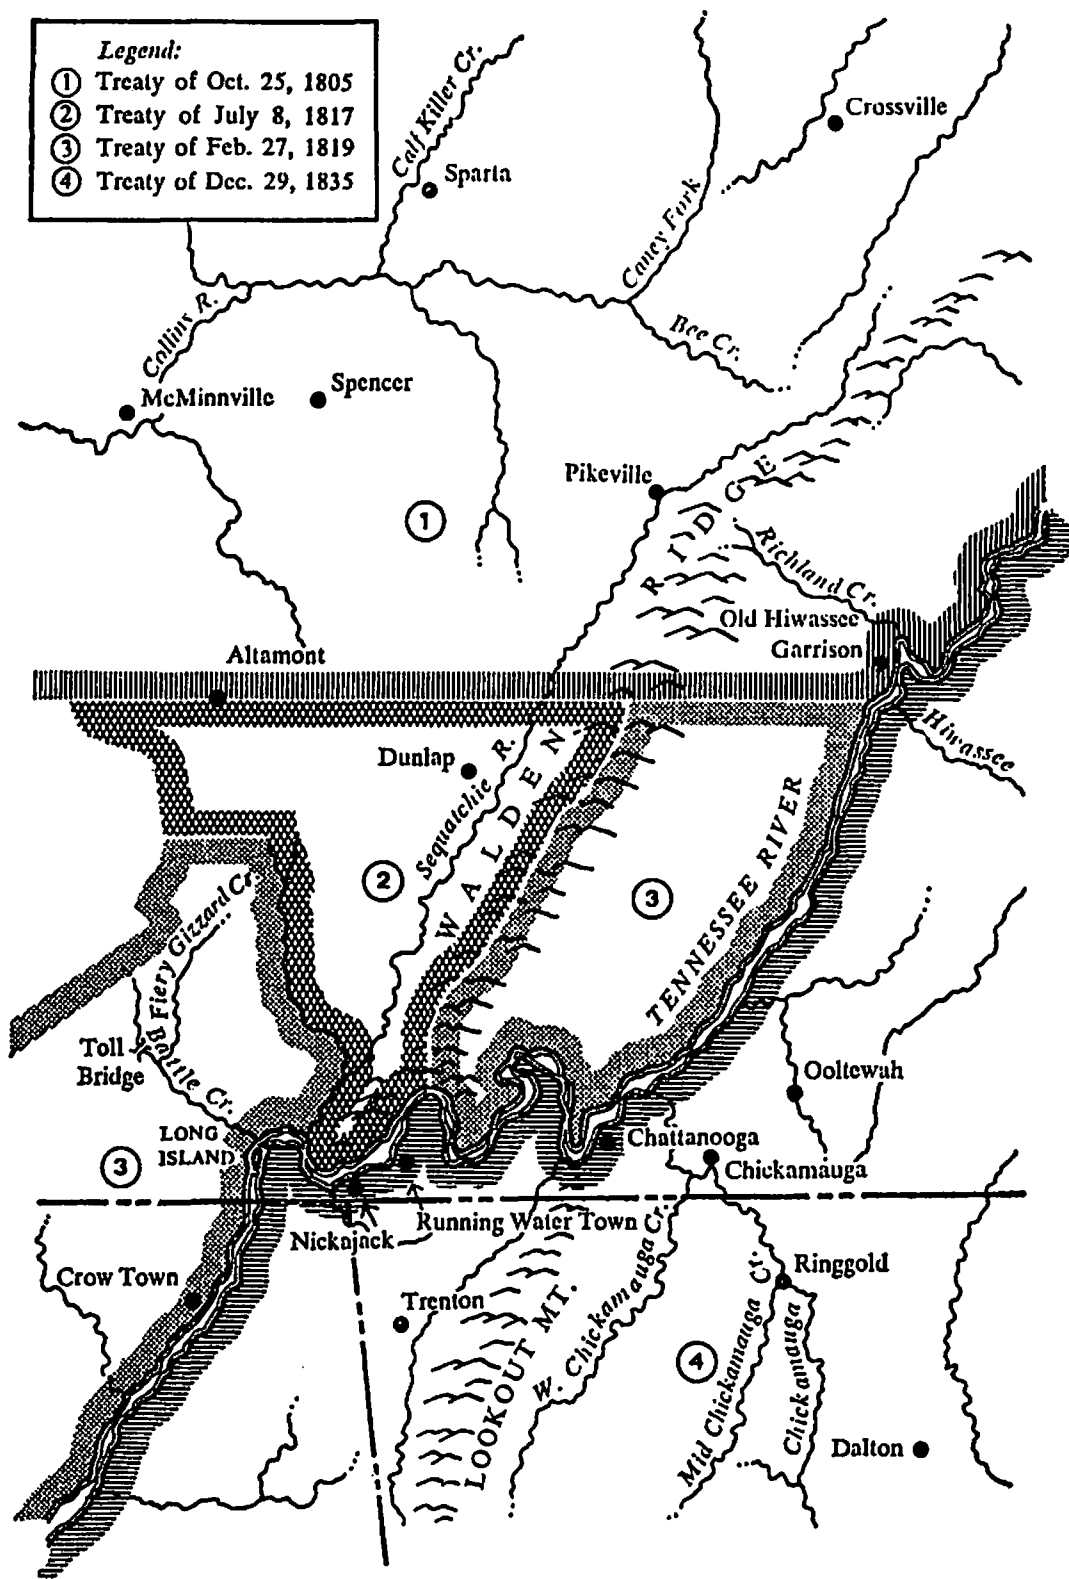 Legend:
① Treaty of Oct. 25, 1805
② Treaty of July 8, 1817
③ Treaty of Feb. 27, 1819
④ Treaty of Dec. 29, 1835
Calf Killer Cr.
Crossville
Sparta
Caney Fork
Collins R.
Bee Cr.
McMinnville
Spencer
Pikeville
①
Richland Cr.
Old Hiwassee
Garrison
Altamont
Hiwassee
Dunlap
Sequatchie R.
WALDEN RIDGE
②
③
TENNESSEE RIVER
Fiery Gizzard Cr.
Toll
Bridge
Battle Cr.
Ooltewah
LONG
ISLAND
Chattanooga
③
Chickamauga
Running Water Town
Nickajack
Crow Town
Trenton
LOOKOUT MT.
W. Chickamauga Cr.
Ringgold
④
Mid Chickamauga Cr.
Chickamauga
Dalton